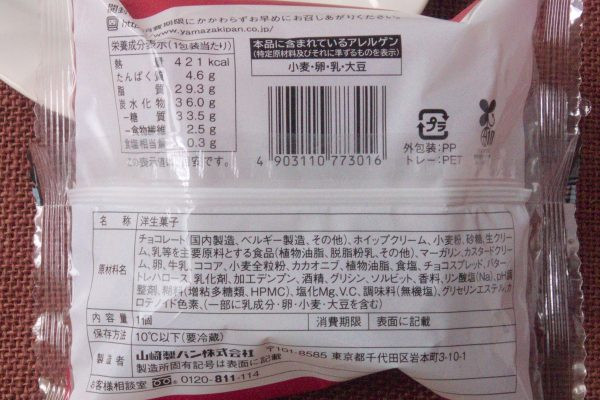 開封
消費期限にかかわらずお早めにお召しあがりください。
www.yamazakipan.co.jp/
栄養成分表示(1包装当たり)
熱量 421kcal
たんぱく質 4.6g
脂質 29.3g
炭水化物 36.0g
-糖質 33.5g
-食物繊維 2.5g
食塩相当量 0.3g
この表示値は
本品に含まれているアレルゲン
(特定原材料及びそれに準ずるものを表示)
小麦・卵・乳・大豆
4903110773016
プラ
外包装:PP
トレー:PET
名称 洋生菓子
原材料名 チョコレート(国内製造、ベルギー製造、その他)、ホイップクリーム、小麦粉、砂糖、生クリー
ム、乳等を主要原料とする食品(植物油脂、脱脂粉乳、その他)、マーガリン、カスタードクリー
ム、卵、牛乳、ココア、小麦全粒粉、カカオニブ、植物油脂、食塩、チョコスプレッド、バター
トレハロース、乳化剤、加工デンプン、酒精、グリシン、ソルビット、香料、リン酸塩(Na)、pH調
整剤、糊料(増粘多糖類、HPMC)、塩化Mg、V.C、調味料(無機塩)、グリセリンエステル、カ
ロテノイド色素、(一部に乳成分・卵・小麦・大豆を含む)
内容量 1個 消費期限 表面に記載
保存方法 10℃以下(要冷蔵)
製造者 山崎製パン株式会社 〒101-8585 東京都千代田区岩本町3-10-1
製造所固有記号は表面に記載
お客様相談室 0120-811-114